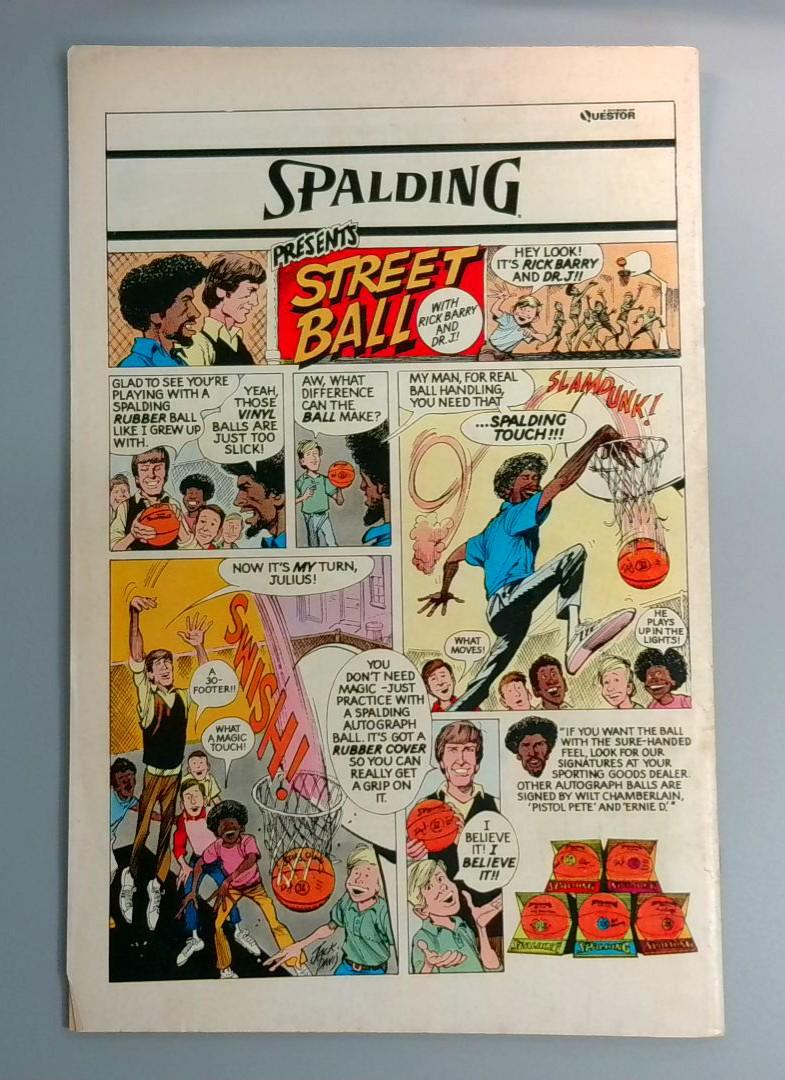 QUESTOR
SPALDING
PRESENTS
STREET
BALL
WITH
RICK BARRY
AND
DR. J!
HEY LOOK!
IT'S RICK BARRY
AND DR. J!!
GLAD TO SEE YOU'RE
PLAYING WITH A
SPALDING
RUBBER BALL
LIKE I GREW UP
WITH.
YEAH,
THOSE
VINYL
BALLS ARE
JUST TOO
SLICK!
AW, WHAT
DIFFERENCE
CAN THE
BALL MAKE?
MY MAN, FOR REAL
BALL HANDLING,
YOU NEED THAT
...SPALDING
TOUCH!!!
SLAMDUNK!
WHAT
MOVES!
HE
PLAYS
UP IN THE
LIGHTS!
NOW IT'S MY TURN,
JULIUS!
SWISH!
A
30-
FOOTER!!
WHAT
A MAGIC
TOUCH!
YOU
DON'T NEED
MAGIC -JUST
PRACTICE WITH
A SPALDING
AUTOGRAPH
BALL. IT'S GOT A
RUBBER COVER
SO YOU CAN
REALLY GET
A GRIP ON
IT.
JACK
DAVIS
I
BELIEVE
IT! I
BELIEVE
IT!!
"IF YOU WANT THE BALL
WITH THE SURE-HANDED
FEEL, LOOK FOR OUR
SIGNATURES AT YOUR
SPORTING GOODS DEALER.
OTHER AUTOGRAPH BALLS ARE
SIGNED BY WILT CHAMBERLAIN,
'PISTOL PETE' AND 'ERNIE D.'"
SPALDING
SPALDING
SPALDING
SPALDING
SPALDING